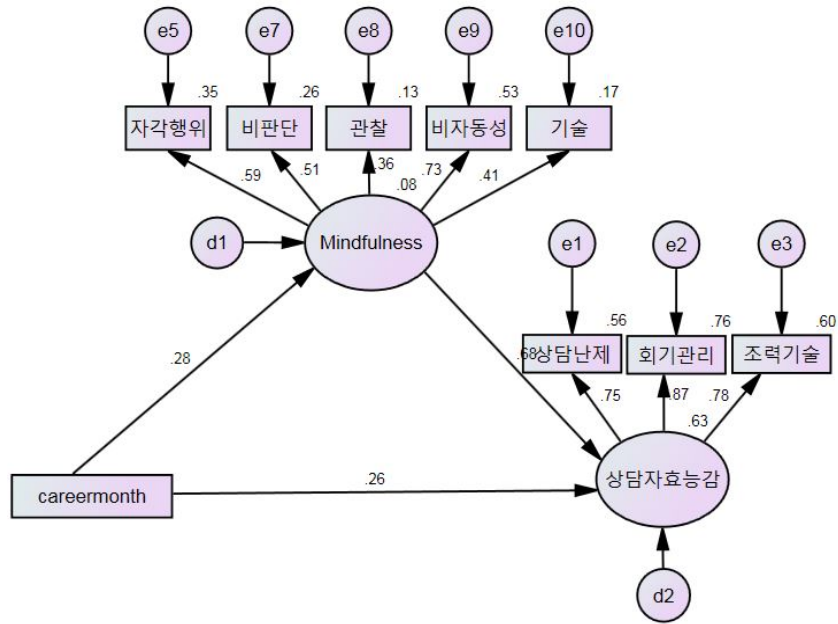 e5 e7 e8 e9 e10
.35 .26 .13 .53 .17
자각행위 비판단 관찰 비자동성 기술
.59 .51 .36 .73 .41
.08
d1 Mindfulness e1 e2 e3
.56 .76 .60
.68 상담난제 회기관리 조력기술
.28
.75 .87 .78
.63
.26 상담자효능감
careermonth
d2